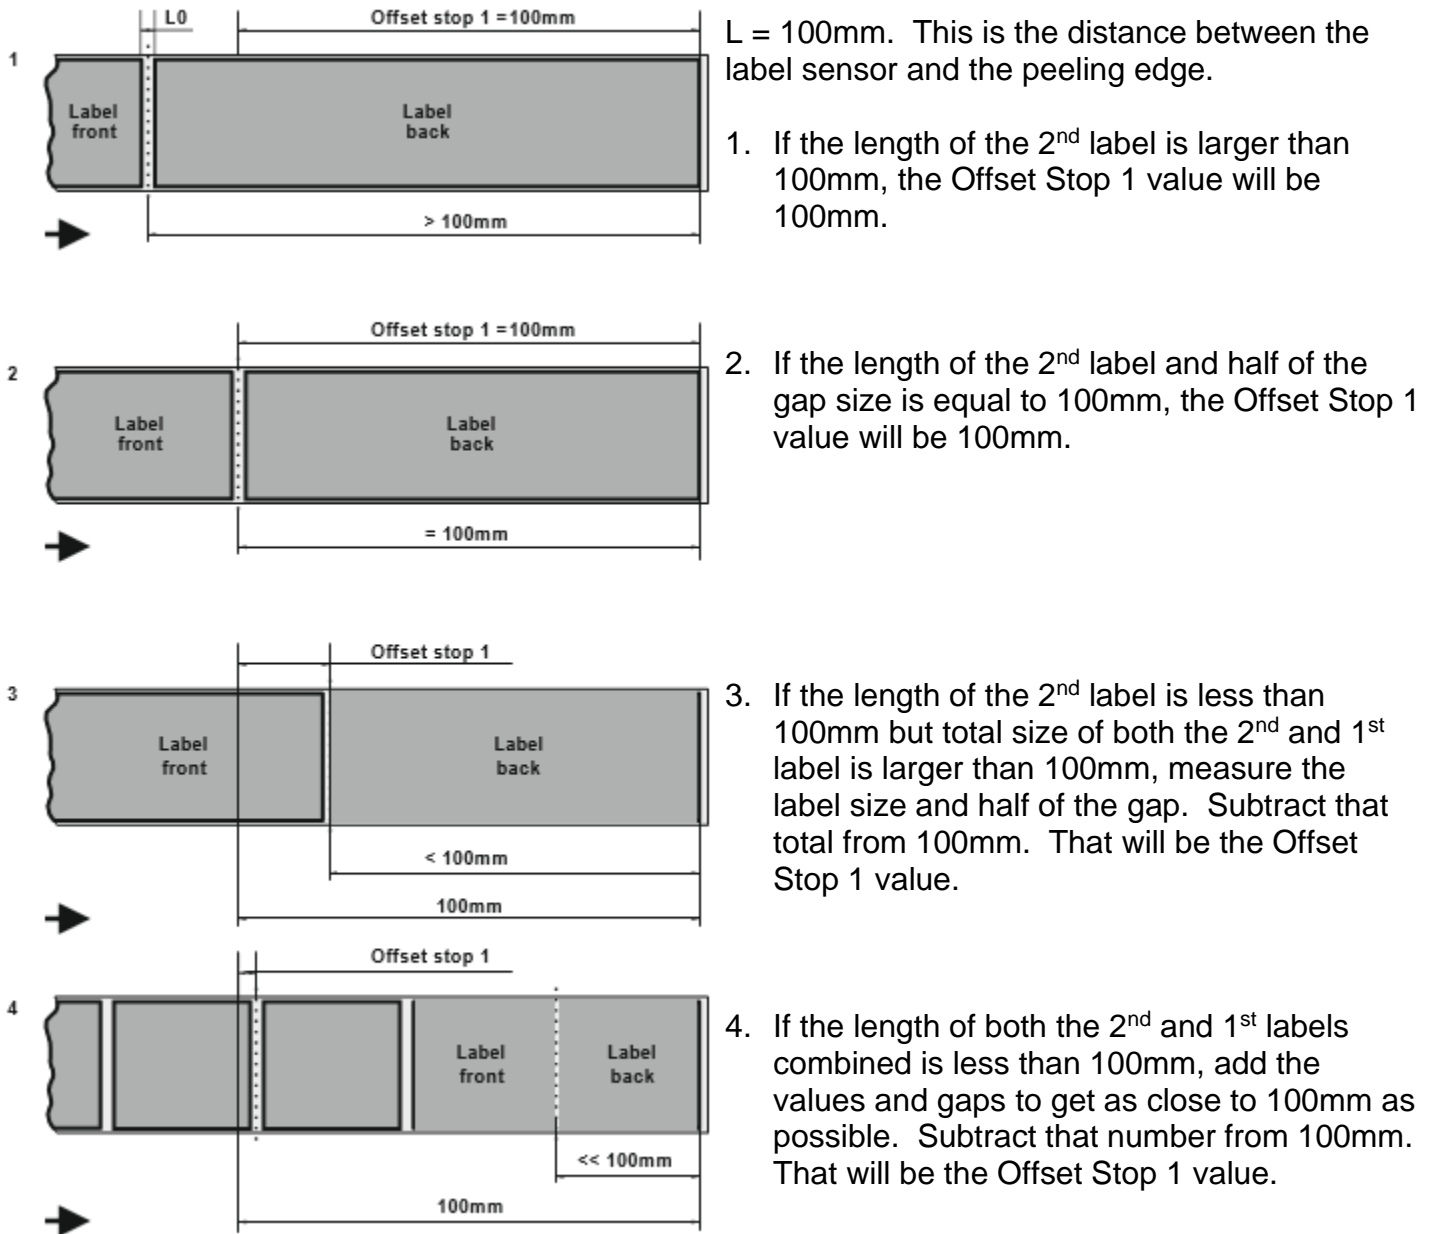 L0
Offset stop 1 =100mm
1
Label
front
Label
back
> 100mm
L = 100mm.  This is the distance between the
label sensor and the peeling edge.
1. If the length of the 2nd label is larger than
100mm, the Offset Stop 1 value will be
100mm.
Offset stop 1 =100mm
2
Label
front
Label
back
= 100mm
2. If the length of the 2nd label and half of the
gap size is equal to 100mm, the Offset Stop 1
value will be 100mm.
Offset stop 1
3
Label
front
Label
back
< 100mm
100mm
3. If the length of the 2nd label is less than
100mm but total size of both the 2nd and 1st
label is larger than 100mm, measure the
label size and half of the gap.  Subtract that
total from 100mm.  That will be the Offset
Stop 1 value.
Offset stop 1
4
Label
front
Label
back
<< 100mm
100mm
4. If the length of both the 2nd and 1st labels
combined is less than 100mm, add the
values and gaps to get as close to 100mm as
possible.  Subtract that number from 100mm.
That will be the Offset Stop 1 value.